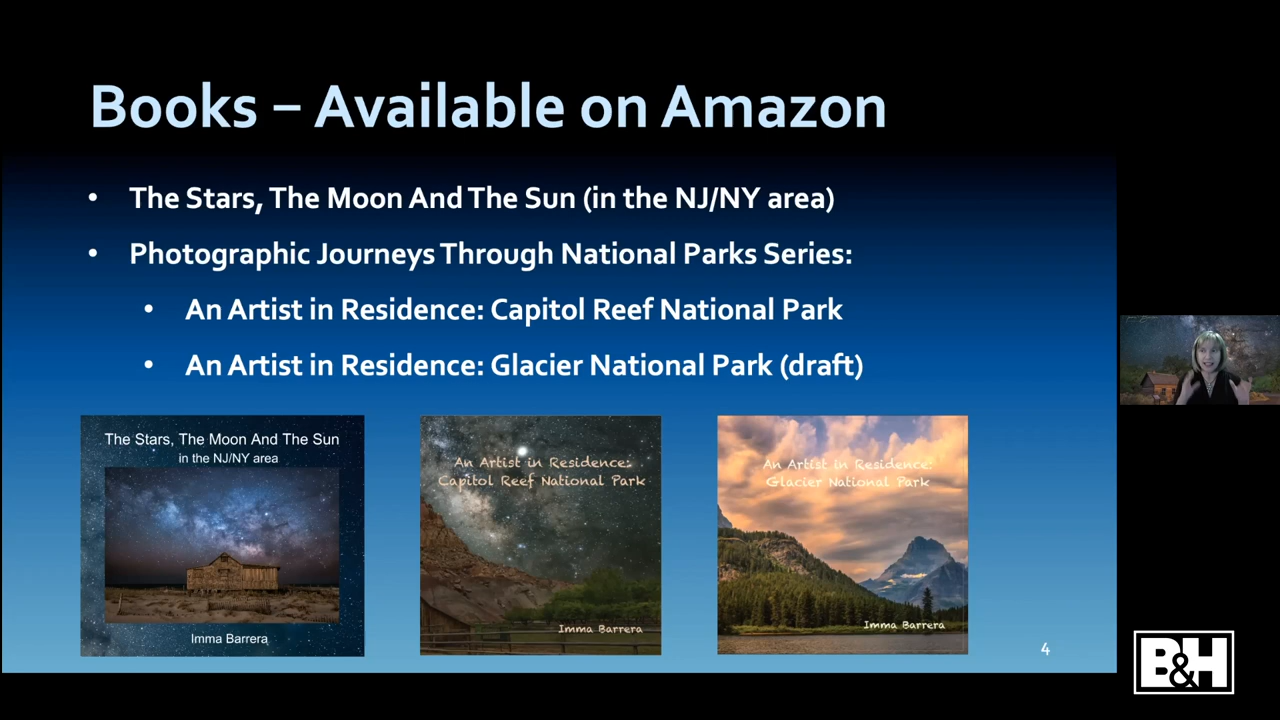 Books – Available on Amazon
• The Stars, The Moon And The Sun (in the NJ/NY area)
• Photographic Journeys Through National Parks Series:
• An Artist in Residence: Capitol Reef National Park
• An Artist in Residence: Glacier National Park (draft)
The Stars, The Moon And The Sun
in the NJ/NY area
Imma Barrera
An Artist in Residence:
Capitol Reef National Park
Imma Barrera
An Artist in Residence:
Glacier National Park
Imma Barrera
4
B&H